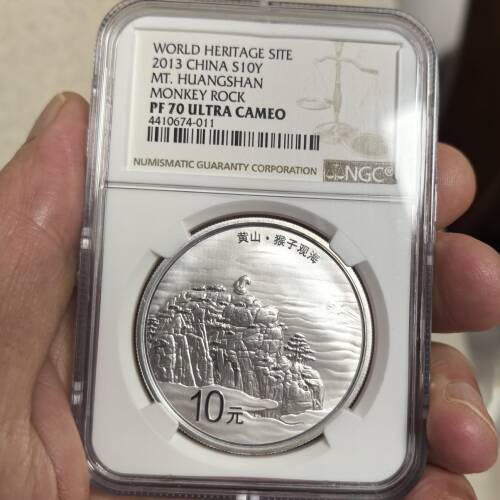 WORLD HERITAGE SITE
2013 CHINA S10Y
MT. HUANGSHAN
MONKEY ROCK
PF 70 ULTRA CAMEO
4410674-011
NUMISMATIC GUARANTY CORPORATION NGC®
黄山·猴子观海
10元